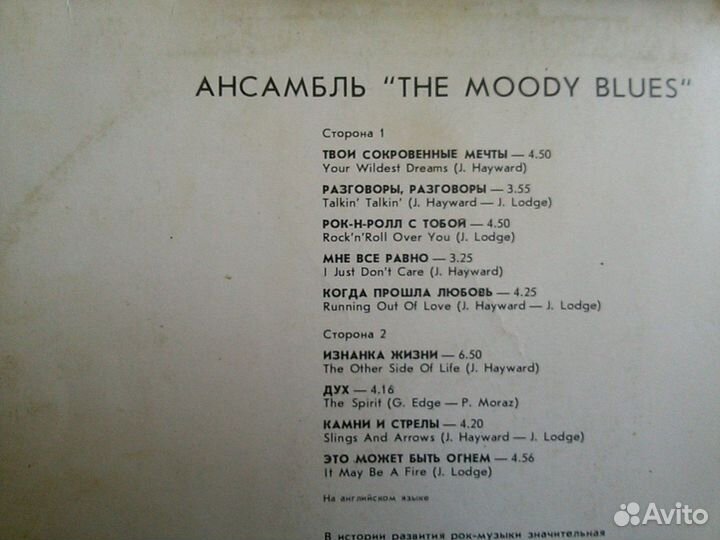 АНСАМБЛЬ "THE MOODY BLUES"
Сторона 1
ТВОИ СОКРОВЕННЫЕ МЕЧТЫ — 4.50
Your Wildest Dreams (J. Hayward)
РАЗГОВОРЫ, РАЗГОВОРЫ — 3.55
Talkin' Talkin' (J. Hayward — J. Lodge)
РОК-Н-РОЛЛ С ТОБОЙ — 4.50
Rock'n'Roll Over You (J. Lodge)
МНЕ ВСЕ РАВНО — 3.25
I Just Don't Care (J. Hayward)
КОГДА ПРОШЛА ЛЮБОВЬ — 4.25
Running Out Of Love (J. Hayward — J. Lodge)
Сторона 2
ИЗНАНКА ЖИЗНИ — 6.50
The Other Side Of Life (J. Hayward)
ДУХ — 4.16
The Spirit (G. Edge — P. Moraz)
КАМНИ И СТРЕЛЫ — 4.20
Slings And Arrows (J. Hayward — J. Lodge)
ЭТО МОЖЕТ БЫТЬ ОГНЕМ — 4.56
It May Be A Fire (J. Lodge)
На английском языке
В истории развития рок-музыки значительная
Avito